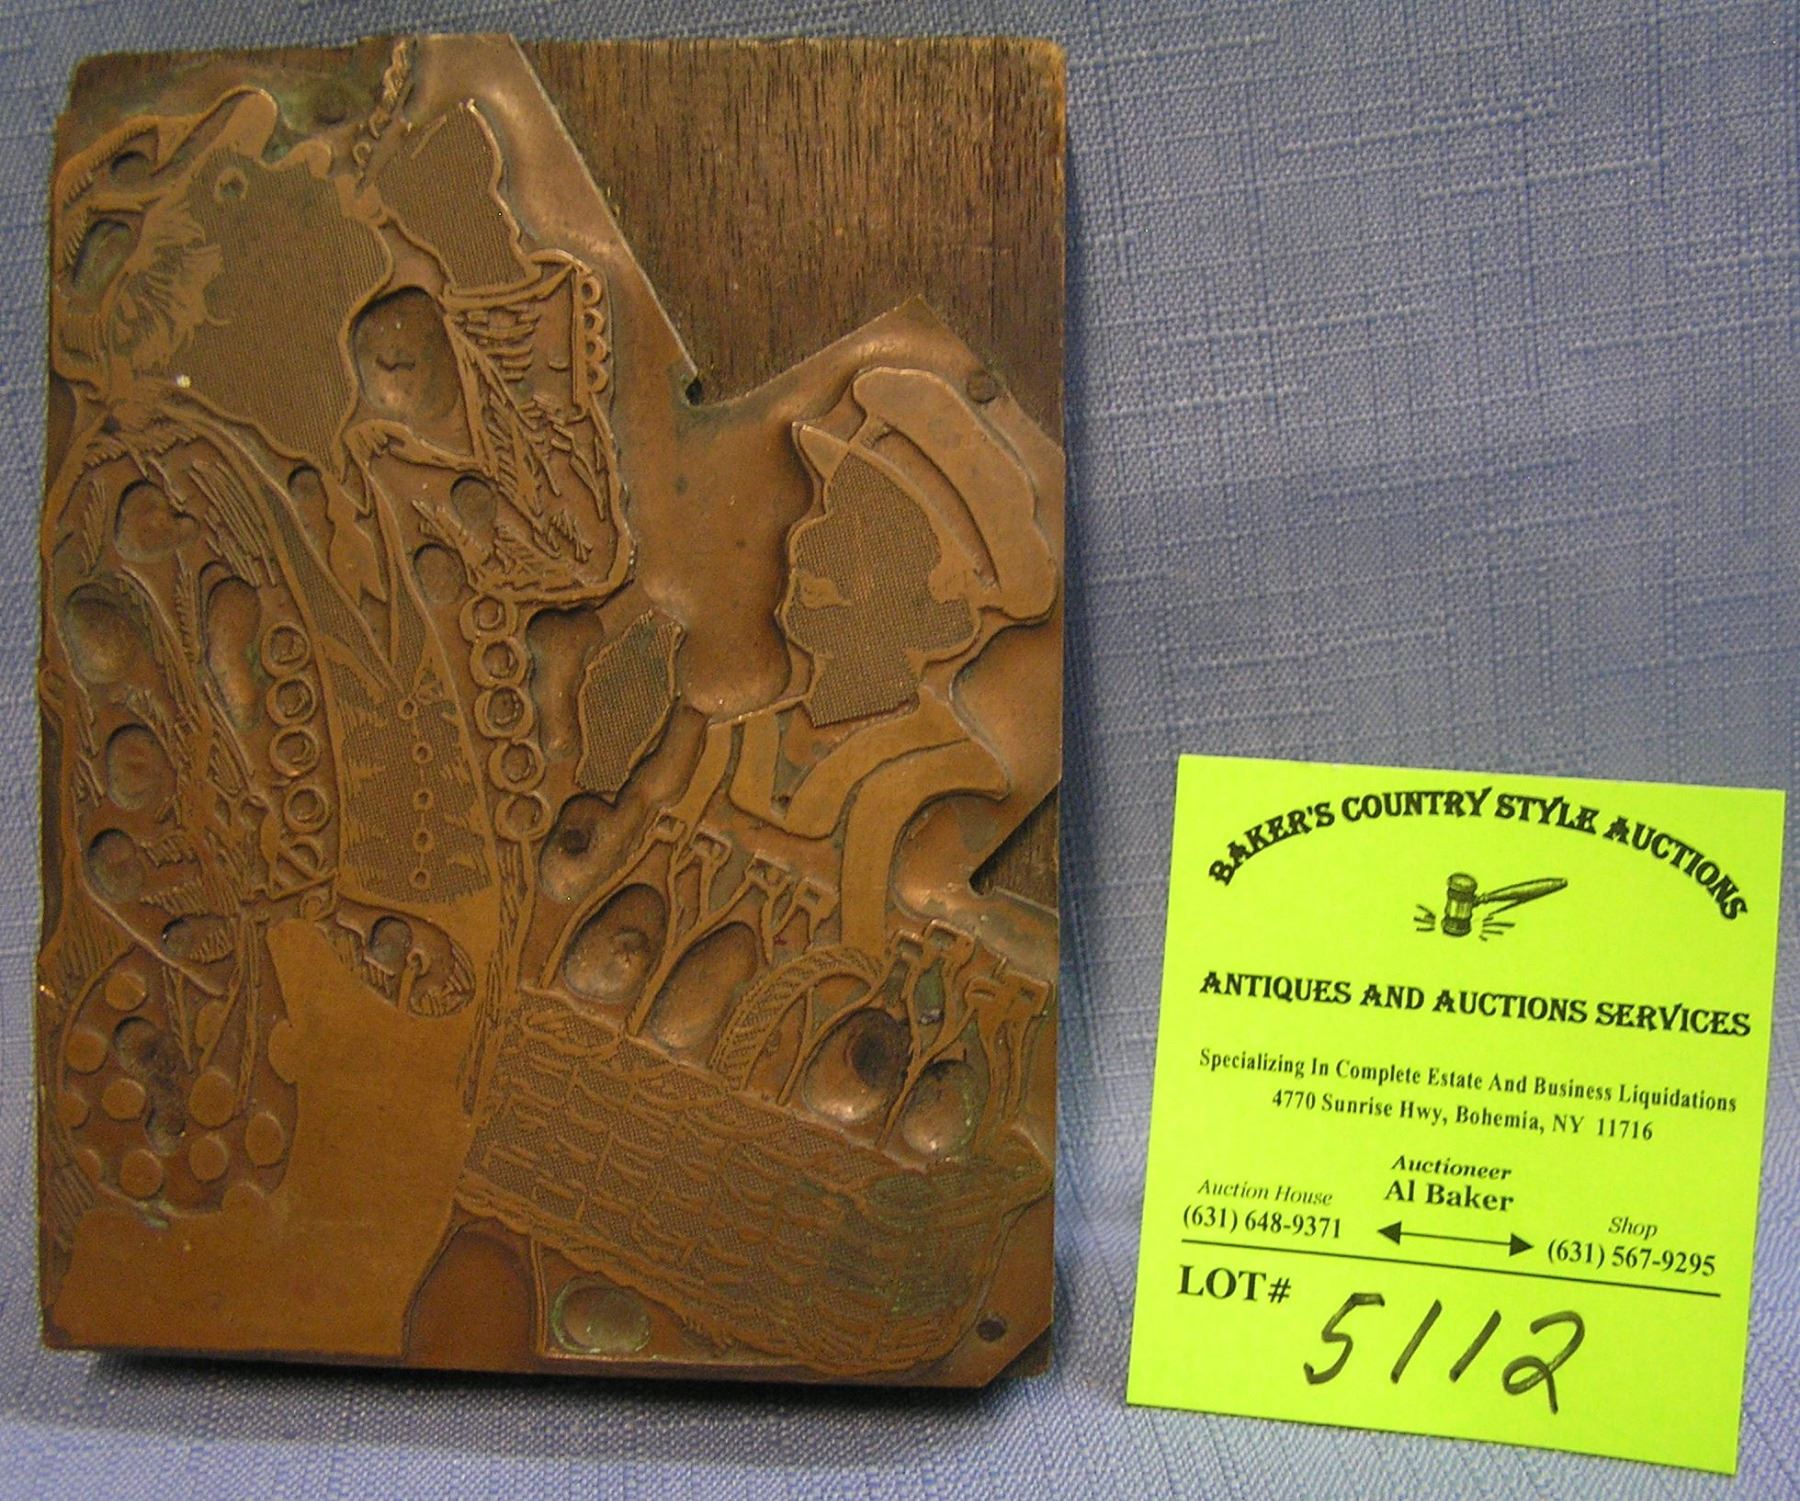 BAKER'S COUNTRY STYLE AUCTIONS
ANTIQUES AND AUCTIONS SERVICES
Specializing In Complete Estate And Business Liquidations
4770 Sunrise Hwy, Bohemia, NY 11716
Auctioneer
Al Baker
Auction House
(631) 648-9371
Shop
(631) 567-9295
LOT# 5112